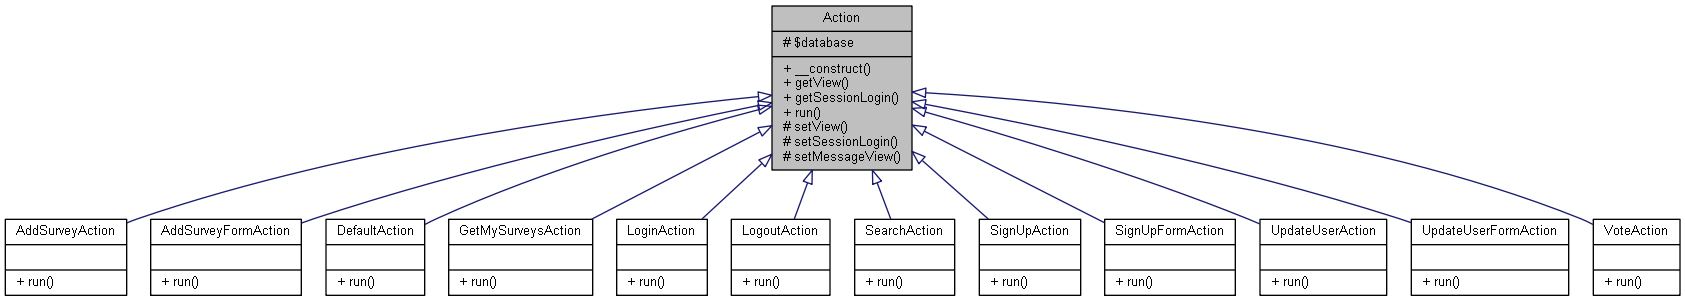 Action
# $database
+ __construct()
+ getView()
+ getSessionLogin()
+ run()
# setView()
# setSessionLogin()
# setMessageView()
AddSurveyAction
+ run()
AddSurveyFormAction
+ run()
DefaultAction
+ run()
GetMySurveysAction
+ run()
LoginAction
+ run()
LogoutAction
+ run()
SearchAction
+ run()
SignUpAction
+ run()
SignUpFormAction
+ run()
UpdateUserAction
+ run()
UpdateUserFormAction
+ run()
VoteAction
+ run()